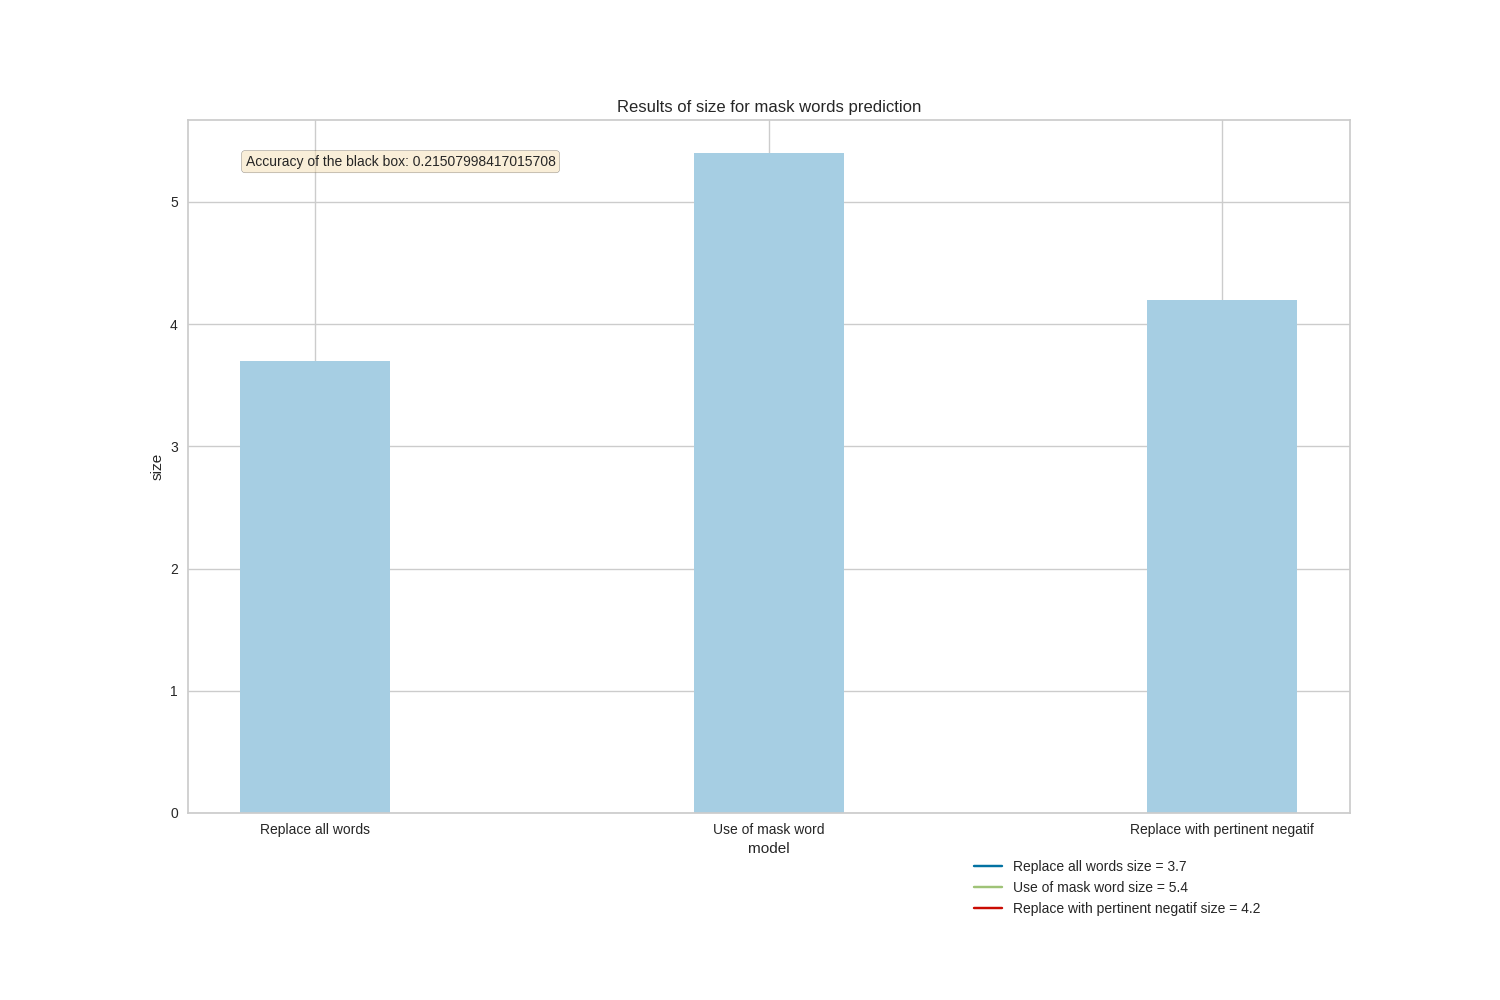 Results of size for mask words prediction
Accuracy of the black box: 0.21507998417015708
5
4
3
2
1
0
size
Replace all words
Use of mask word
Replace with pertinent negatif
model
Replace all words size = 3.7
Use of mask word size = 5.4
Replace with pertinent negatif size = 4.2